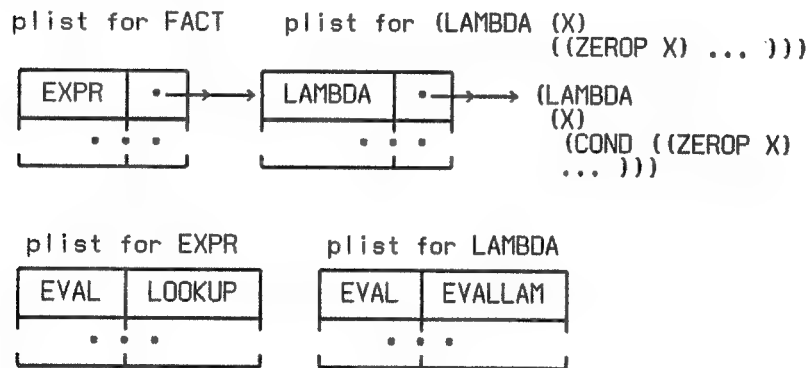 plist for FACT
plist for (LAMBDA (X)
((ZEROP X) ... )))
EXPR
LAMBDA
(LAMBDA
(X)
(COND ((ZEROP X)
... )))
plist for EXPR
plist for LAMBDA
EVAL LOOKUP
EVAL EVALLAM